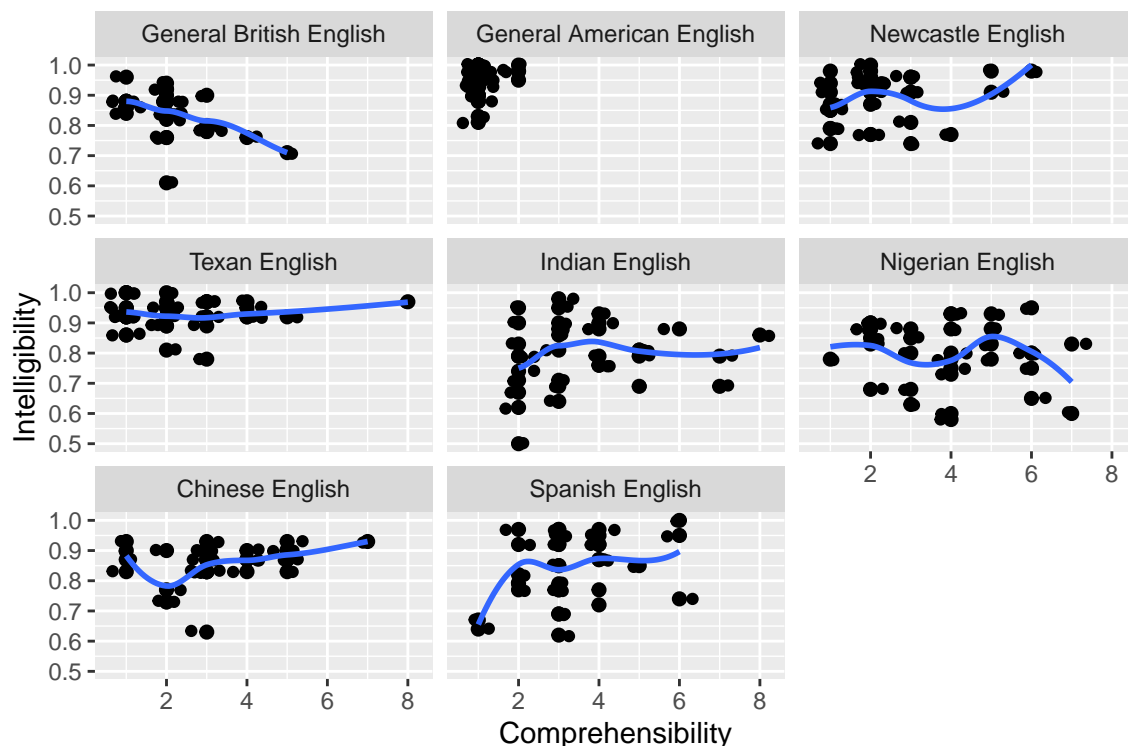 General British English
General American English
Newcastle English
1.0
0.9
0.8
0.7
0.6
0.5
Texan English
Indian English
Nigerian English
1.0
0.9
0.8
0.7
0.6
0.5
2 4 6 8
Chinese English
Spanish English
1.0
0.9
0.8
0.7
0.6
0.5
2 4 6 8
2 4 6 8
Intelligibility
Comprehensibility